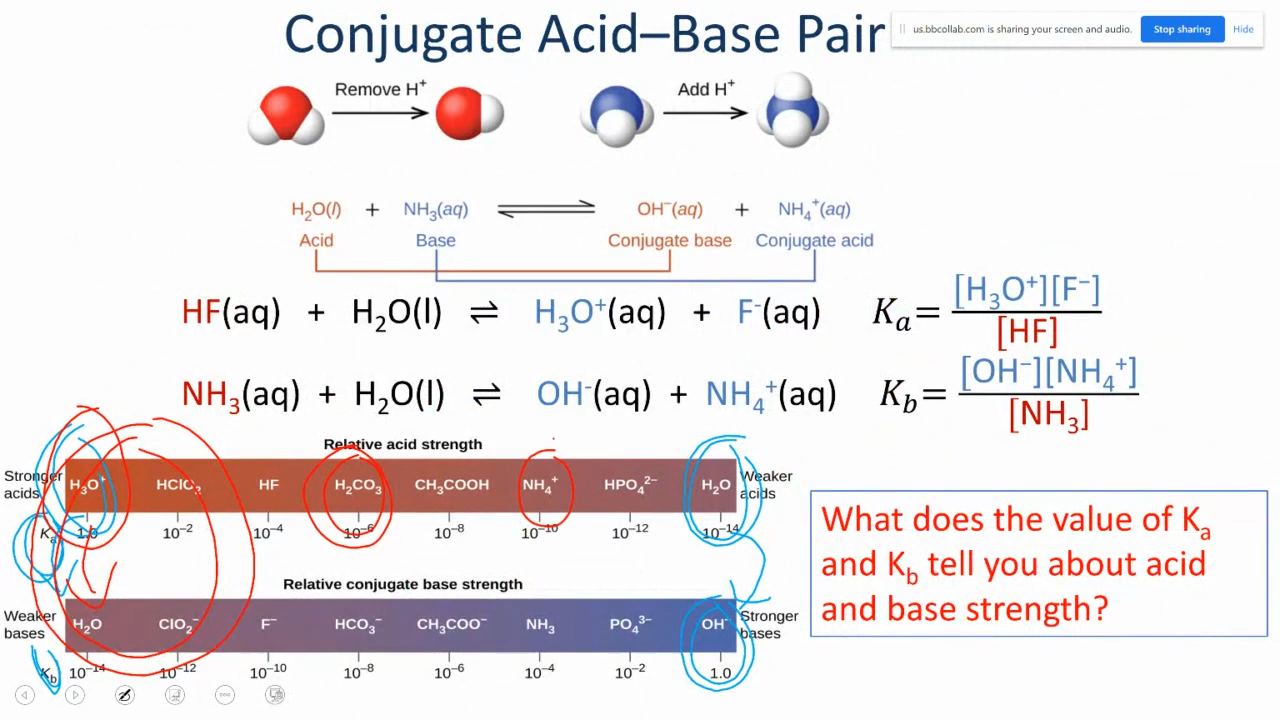 Conjugate Acid–Base Pair
us.bbcollab.com is sharing your screen and audio. Stop sharing Hide
Remove H⁺ Add H⁺
H₂O(l) + NH₃(aq) ⇌ OH⁻(aq) + NH₄⁺(aq)
Acid Base Conjugate base Conjugate acid
HF(aq) + H₂O(l) ⇌ H₃O⁺(aq) + F⁻(aq) Kₐ= [H₃O⁺][F⁻] / [HF]
NH₃(aq) + H₂O(l) ⇌ OH⁻(aq) + NH₄⁺(aq) K_b= [OH⁻][NH₄⁺] / [NH₃]
Relative acid strength
Stronger acids H₃O⁺ HClO₂ HF H₂CO₃ CH₃COOH NH₄⁺ HPO₄²⁻ H₂O Weaker acids
Kₐ 1.0 10⁻² 10⁻⁴ 10⁻⁶ 10⁻⁸ 10⁻¹⁰ 10⁻¹² 10⁻¹⁴
Relative conjugate base strength
Weaker bases H₂O ClO₂⁻ F⁻ HCO₃⁻ CH₃COO⁻ NH₃ PO₄³⁻ OH⁻ Stronger bases
K_b 10⁻¹⁴ 10⁻¹² 10⁻¹⁰ 10⁻⁸ 10⁻⁶ 10⁻⁴ 10⁻² 1.0
What does the value of Kₐ
and K_b tell you about acid
and base strength?